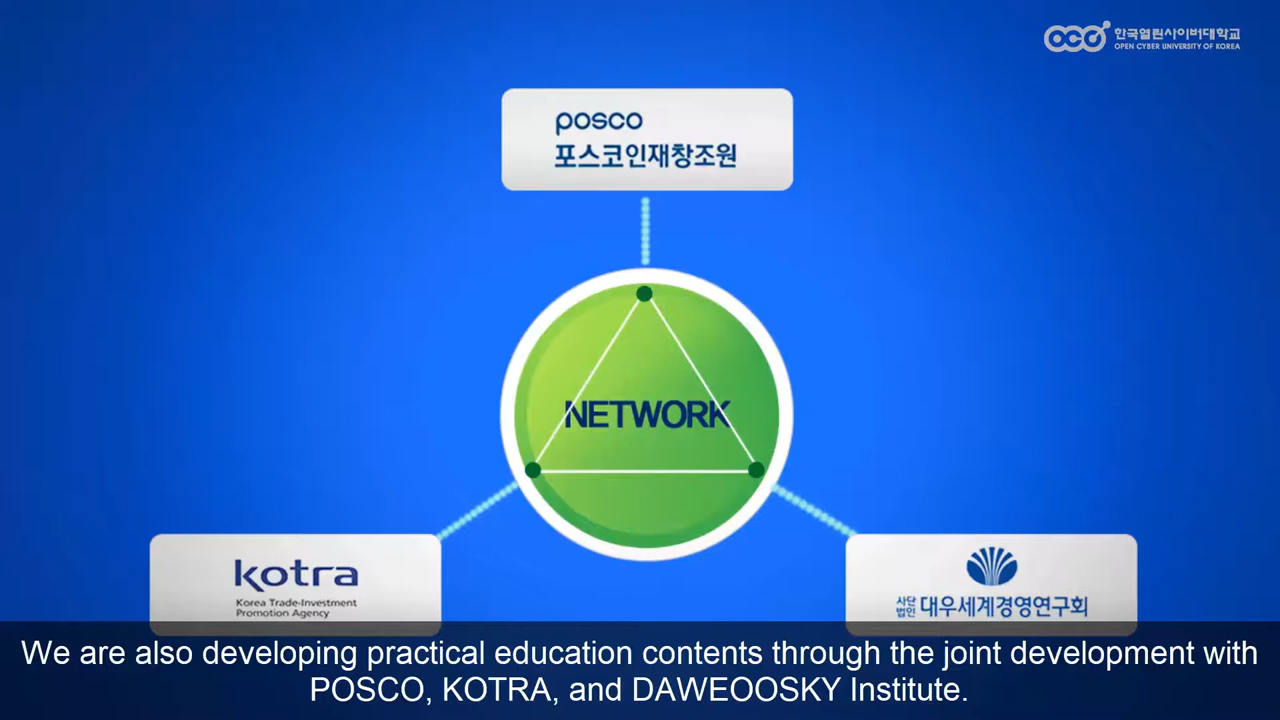 한국열린사이버대학교
OPEN CYBER UNIVERSITY OF KOREA
posco
포스코인재창조원
NETWORK
kotra
Korea Trade-Investment
Promotion Agency
사단법인 대우세계경영연구회
We are also developing practical education contents through the joint development with
POSCO, KOTRA, and DAWEOOSKY Institute.